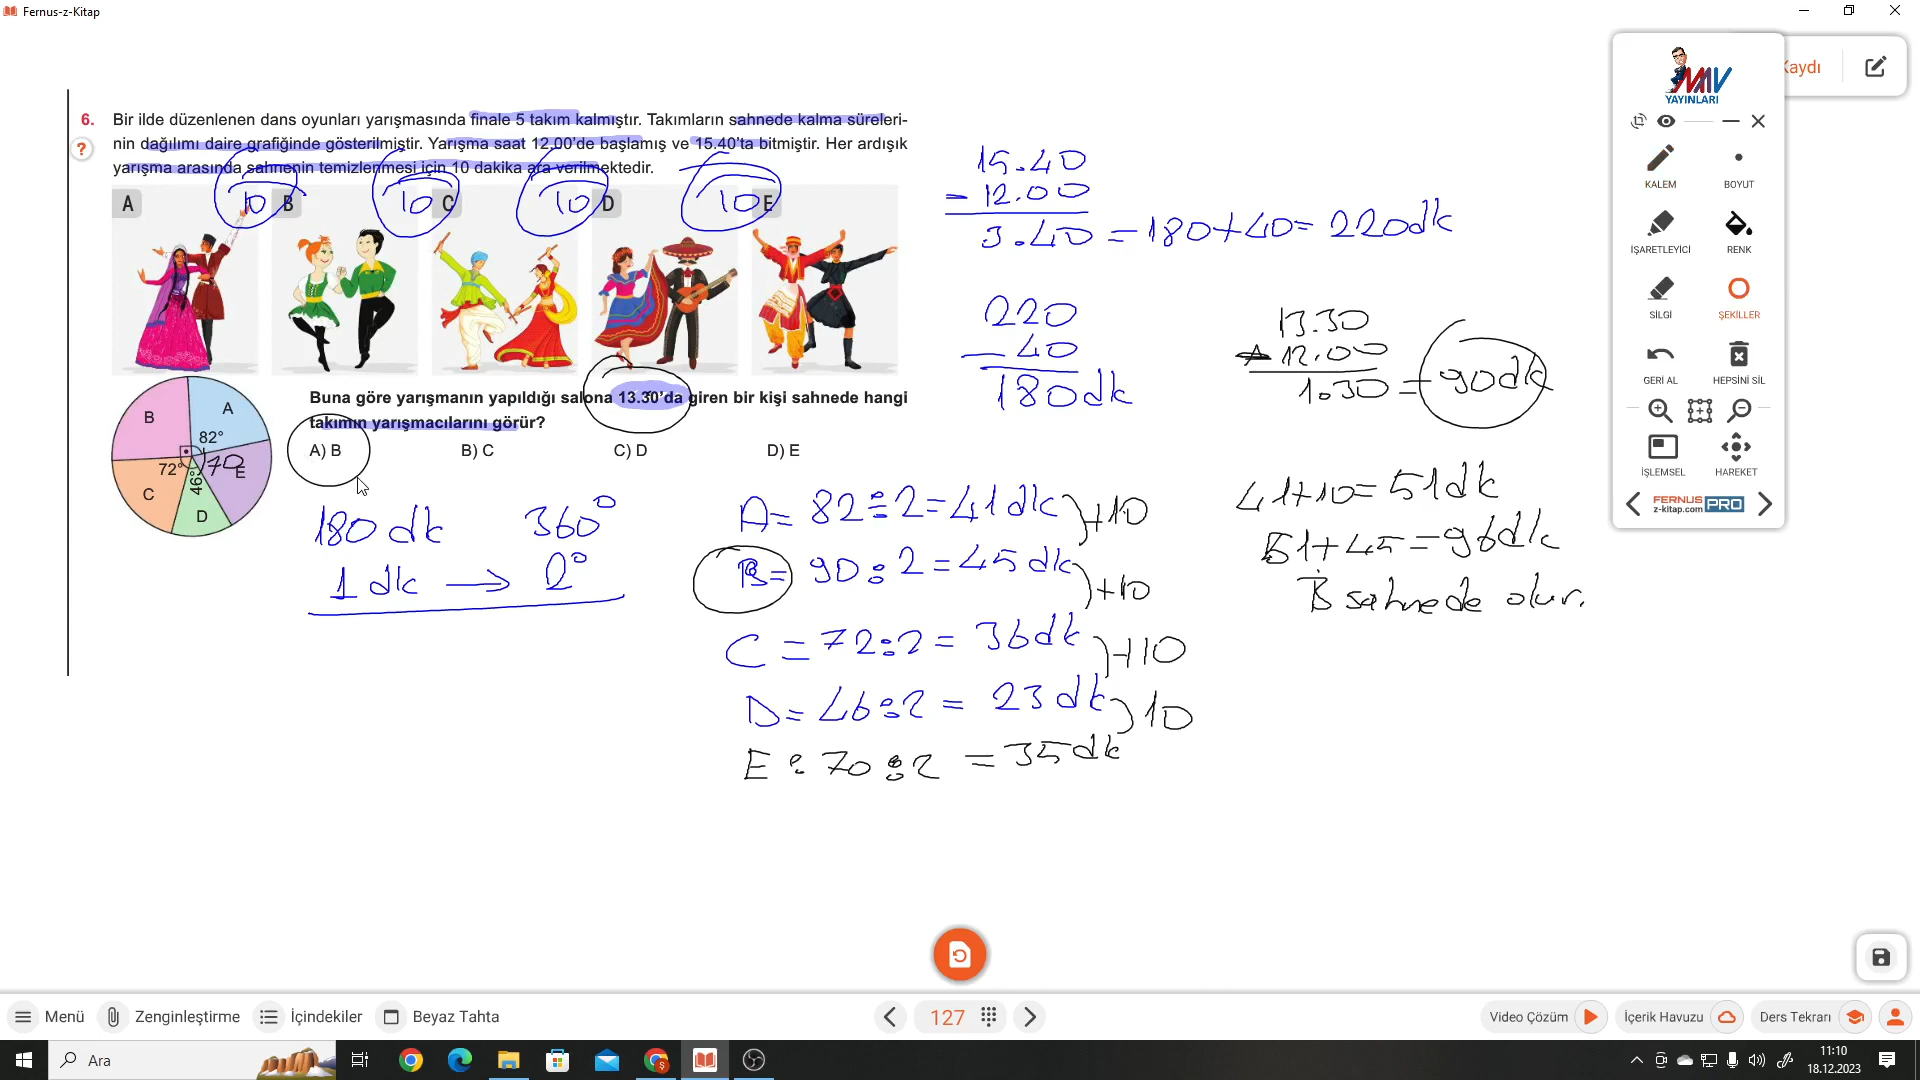 Fernus-z-Kitap
Kaydı
MAV
YAYINLARI
6. Bir ilde düzenlenen dans oyunları yarışmasında finale 5 takım kalmıştır. Takımların sahnede kalma süreleri-
nin dağılımı daire grafiğinde gösterilmiştir. Yarışma saat 12.00'de başlamış ve 15.40'ta bitmiştir. Her ardışık
? yarışma arasında sahnenin temizlenmesi için 10 dakika ara verilmektedir.
A 10 B 10 C 10 D 10 E
15.40
- 12.00
3.40 = 180+40= 220dk
220
- 40
180dk
13.30
12.00
1.30 = 90dk
Buna göre yarışmanın yapıldığı salona 13.30'da giren bir kişi sahnede hangi
takımın yarışmacılarını görür?
A) B B) C C) D D) E
B A 82° 72° 70 E 46° C D
180 dk 360°
1 dk → 2°
A= 82:2=41dk +10
B= 90:2=45dk +10
C = 72:2= 36dk +10
D= 46:2 = 23dk 10
E: 70:2 = 35dk
41+10=51dk
51+45=96dk
B sahnede olur.
KALEM BOYUT
İŞARETLEYİCİ RENK
SİLGİ ŞEKİLLER
GERİ AL HEPSİNİ SİL
İŞLEMSEL HAREKET
FERNUS
z-kitap.com PRO
Menü Zenginleştirme İçindekiler Beyaz Tahta 127 Video Çözüm İçerik Havuzu Ders Tekrarı
Ara
11:10
18.12.2023